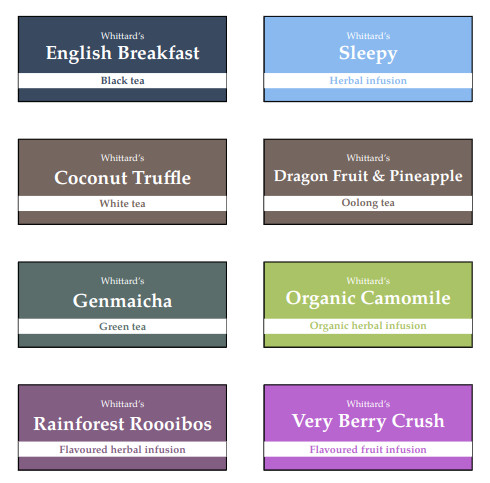 Whittard's
English Breakfast
Black tea
Whittard's
Sleepy
Herbal infusion
Whittard's
Coconut Truffle
White tea
Whittard's
Dragon Fruit & Pineapple
Oolong tea
Whittard's
Genmaicha
Green tea
Whittard's
Organic Camomile
Organic herbal infusion
Whittard's
Rainforest Roooibos
Flavoured herbal infusion
Whittard's
Very Berry Crush
Flavoured fruit infusion